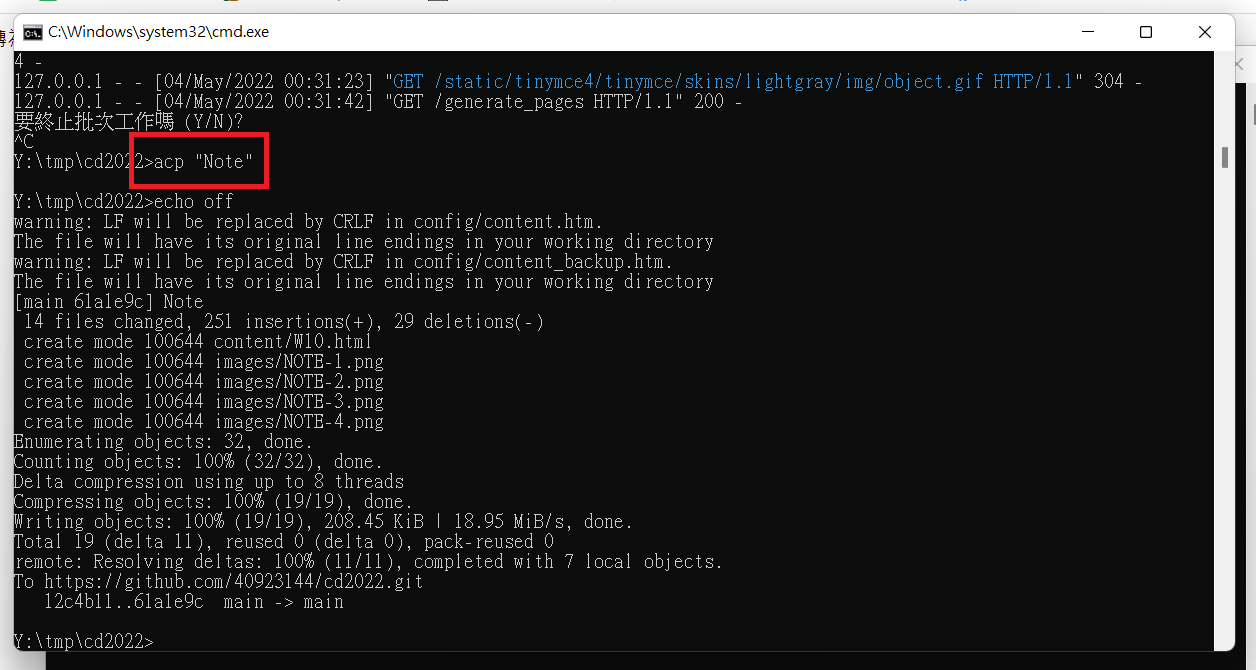 C:\Windows\system32\cmd.exe
4 -
127.0.0.1 - - [04/May/2022 00:31:23] "GET /static/tinymce4/tinymce/skins/lightgray/img/object.gif HTTP/1.1" 304 -
127.0.0.1 - - [04/May/2022 00:31:42] "GET /generate_pages HTTP/1.1" 200 -
要終止批次工作嗎 (Y/N)?
^C
Y:\tmp\cd2022>acp "Note"
Y:\tmp\cd2022>echo off
warning: LF will be replaced by CRLF in config/content.htm.
The file will have its original line endings in your working directory
warning: LF will be replaced by CRLF in config/content_backup.htm.
The file will have its original line endings in your working directory
[main 61a1e9c] Note
14 files changed, 251 insertions(+), 29 deletions(-)
create mode 100644 content/W10.html
create mode 100644 images/NOTE-1.png
create mode 100644 images/NOTE-2.png
create mode 100644 images/NOTE-3.png
create mode 100644 images/NOTE-4.png
Enumerating objects: 32, done.
Counting objects: 100% (32/32), done.
Delta compression using up to 8 threads
Compressing objects: 100% (19/19), done.
Writing objects: 100% (19/19), 208.45 KiB | 18.95 MiB/s, done.
Total 19 (delta 11), reused 0 (delta 0), pack-reused 0
remote: Resolving deltas: 100% (11/11), completed with 7 local objects.
To https://github.com/40923144/cd2022.git
12c4b11..61a1e9c  main -> main
Y:\tmp\cd2022>